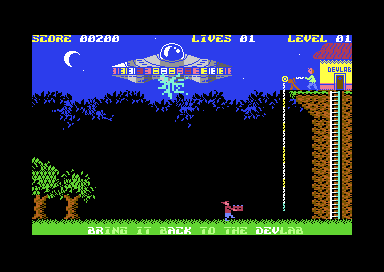 SCORE 00200 LIVES 01 LEVEL 01
DEVLAB
BRING IT BACK TO THE DEVLAB